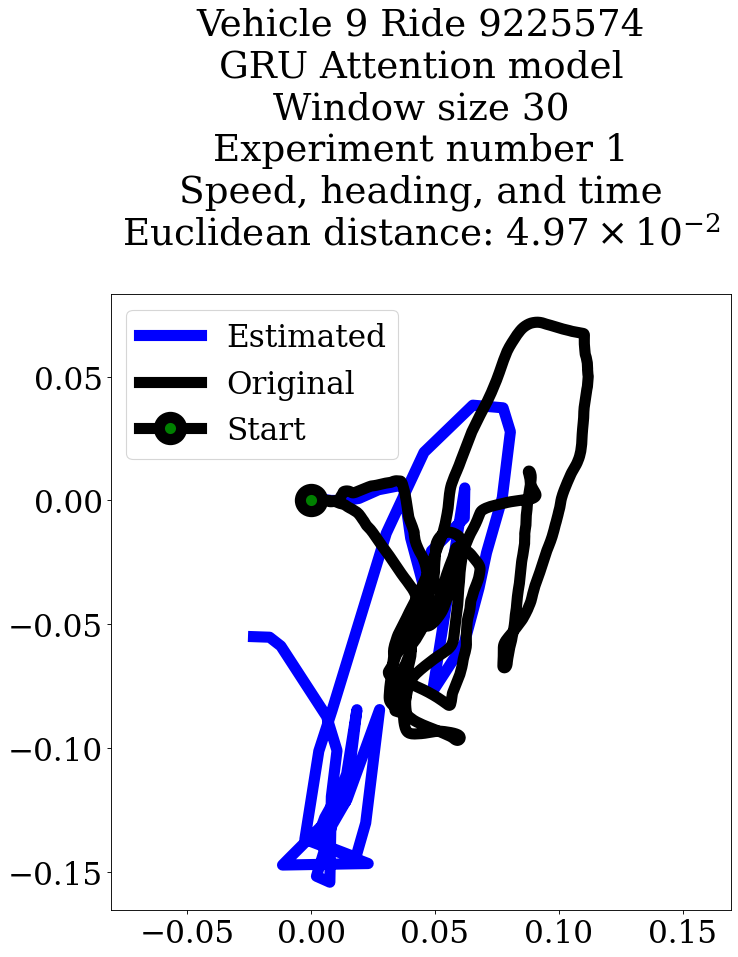 Vehicle 9 Ride 9225574
GRU Attention model
Window size 30
Experiment number 1
Speed, heading, and time
Euclidean distance: 4.97 × 10⁻²
Estimated
Original
Start
0.05
0.00
−0.05
−0.10
−0.15
−0.05 0.00 0.05 0.10 0.15